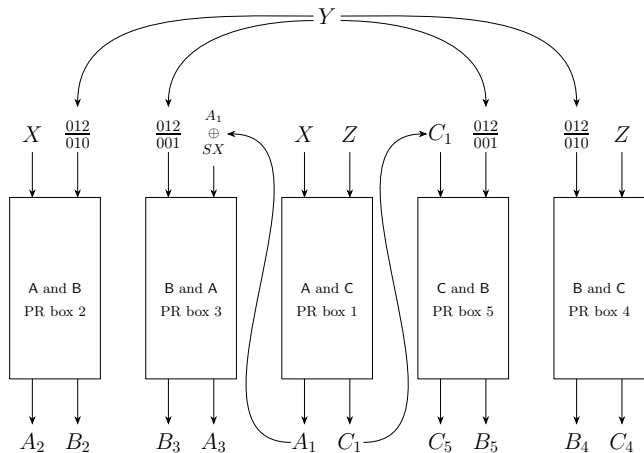 Y
A₁
X 012 012 ⊕ X Z C₁ 012 012 Z
010 001 SX 001 010
A and B B and A A and C C and B B and C
PR box 2 PR box 3 PR box 1 PR box 5 PR box 4
A₂ B₂ B₃ A₃ A₁ C₁ C₅ B₅ B₄ C₄